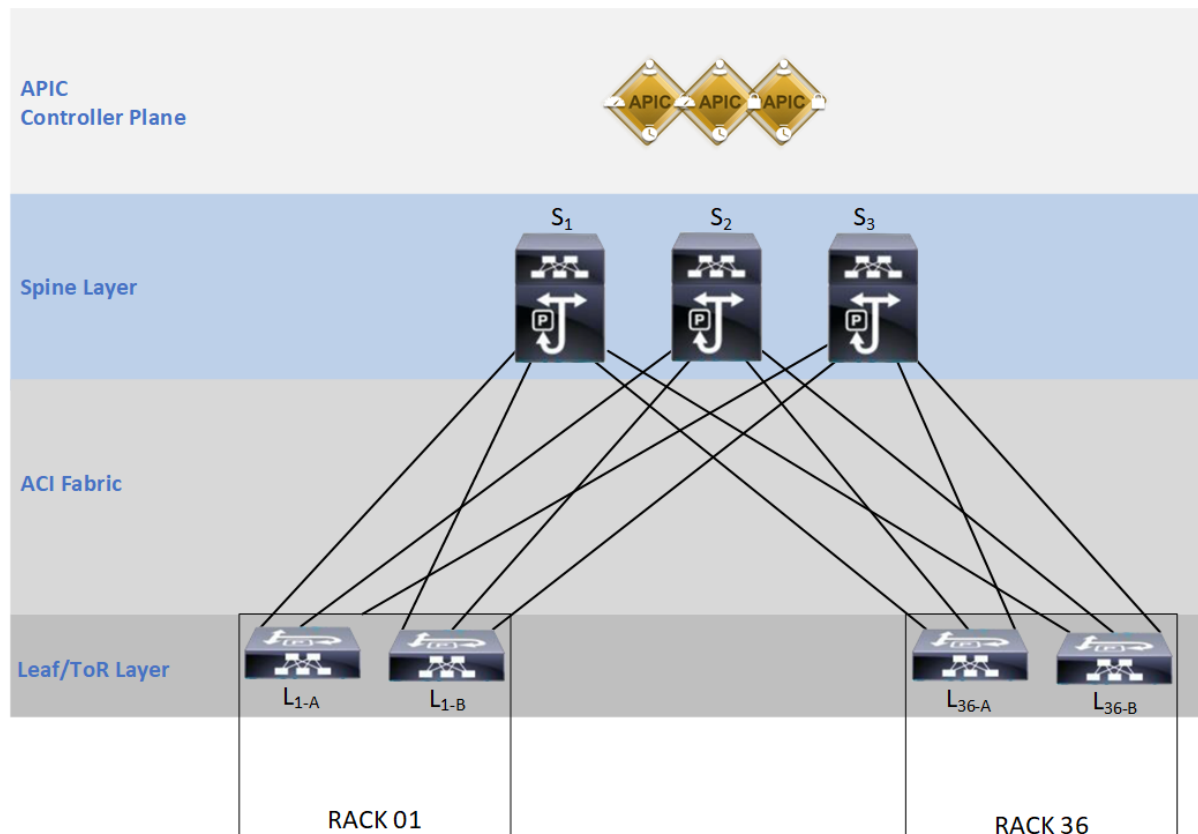 APIC
Controller Plane
APIC APIC APIC
S1 S2 S3
Spine Layer
P P P
ACI Fabric
Leaf/ToR Layer
P P P P
L1-A L1-B L36-A L36-B
RACK 01 RACK 36